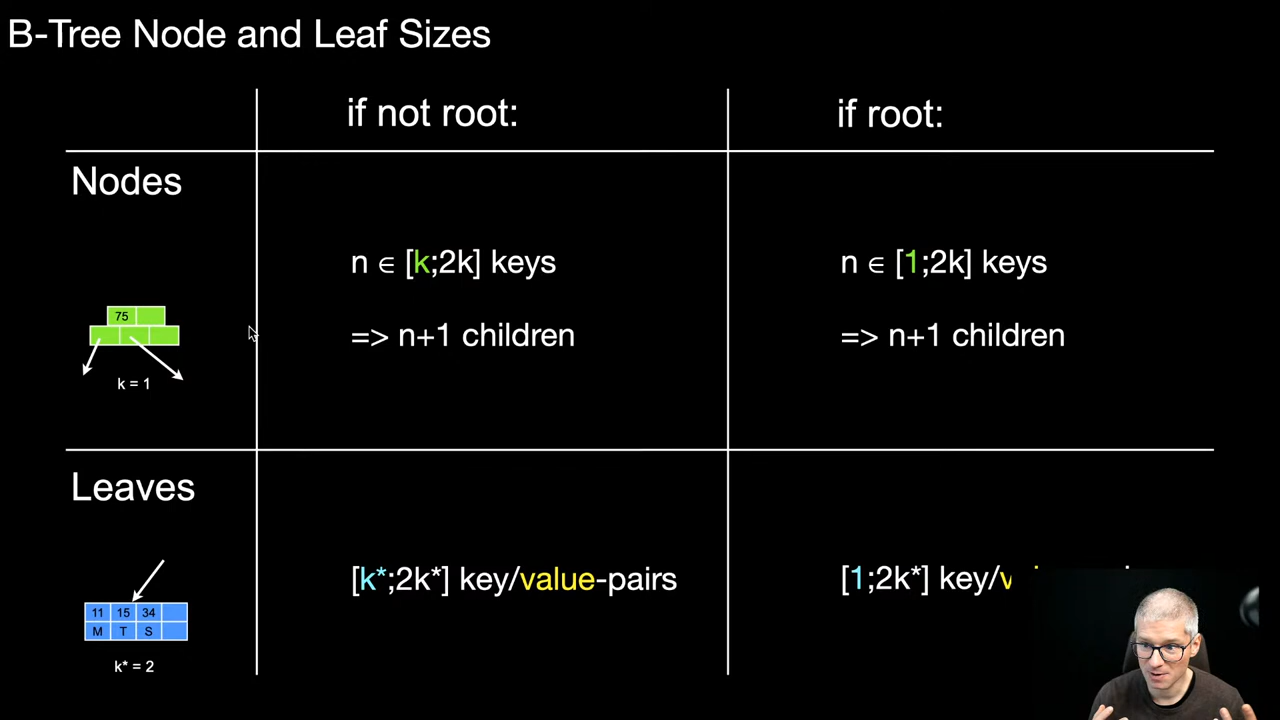 B-Tree Node and Leaf Sizes
if not root:
if root:
Nodes
n ∈ [k;2k] keys
n ∈ [1;2k] keys
75
=> n+1 children
=> n+1 children
k = 1
Leaves
[k*;2k*] key/value-pairs
[1;2k*] key/
11 15 34
M T S
k* = 2